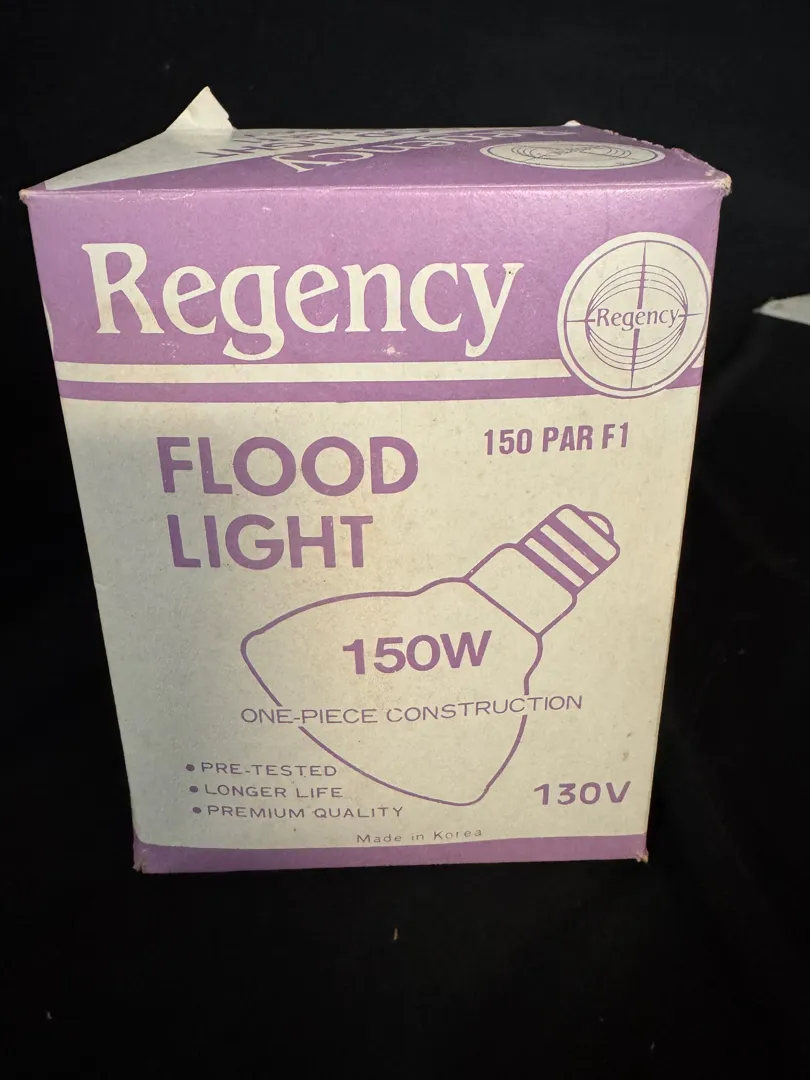 Regency
Regency
150 PAR F1
FLOOD
LIGHT
150W
ONE-PIECE CONSTRUCTION
• PRE-TESTED
• LONGER LIFE
• PREMIUM QUALITY
130V
Made in Korea